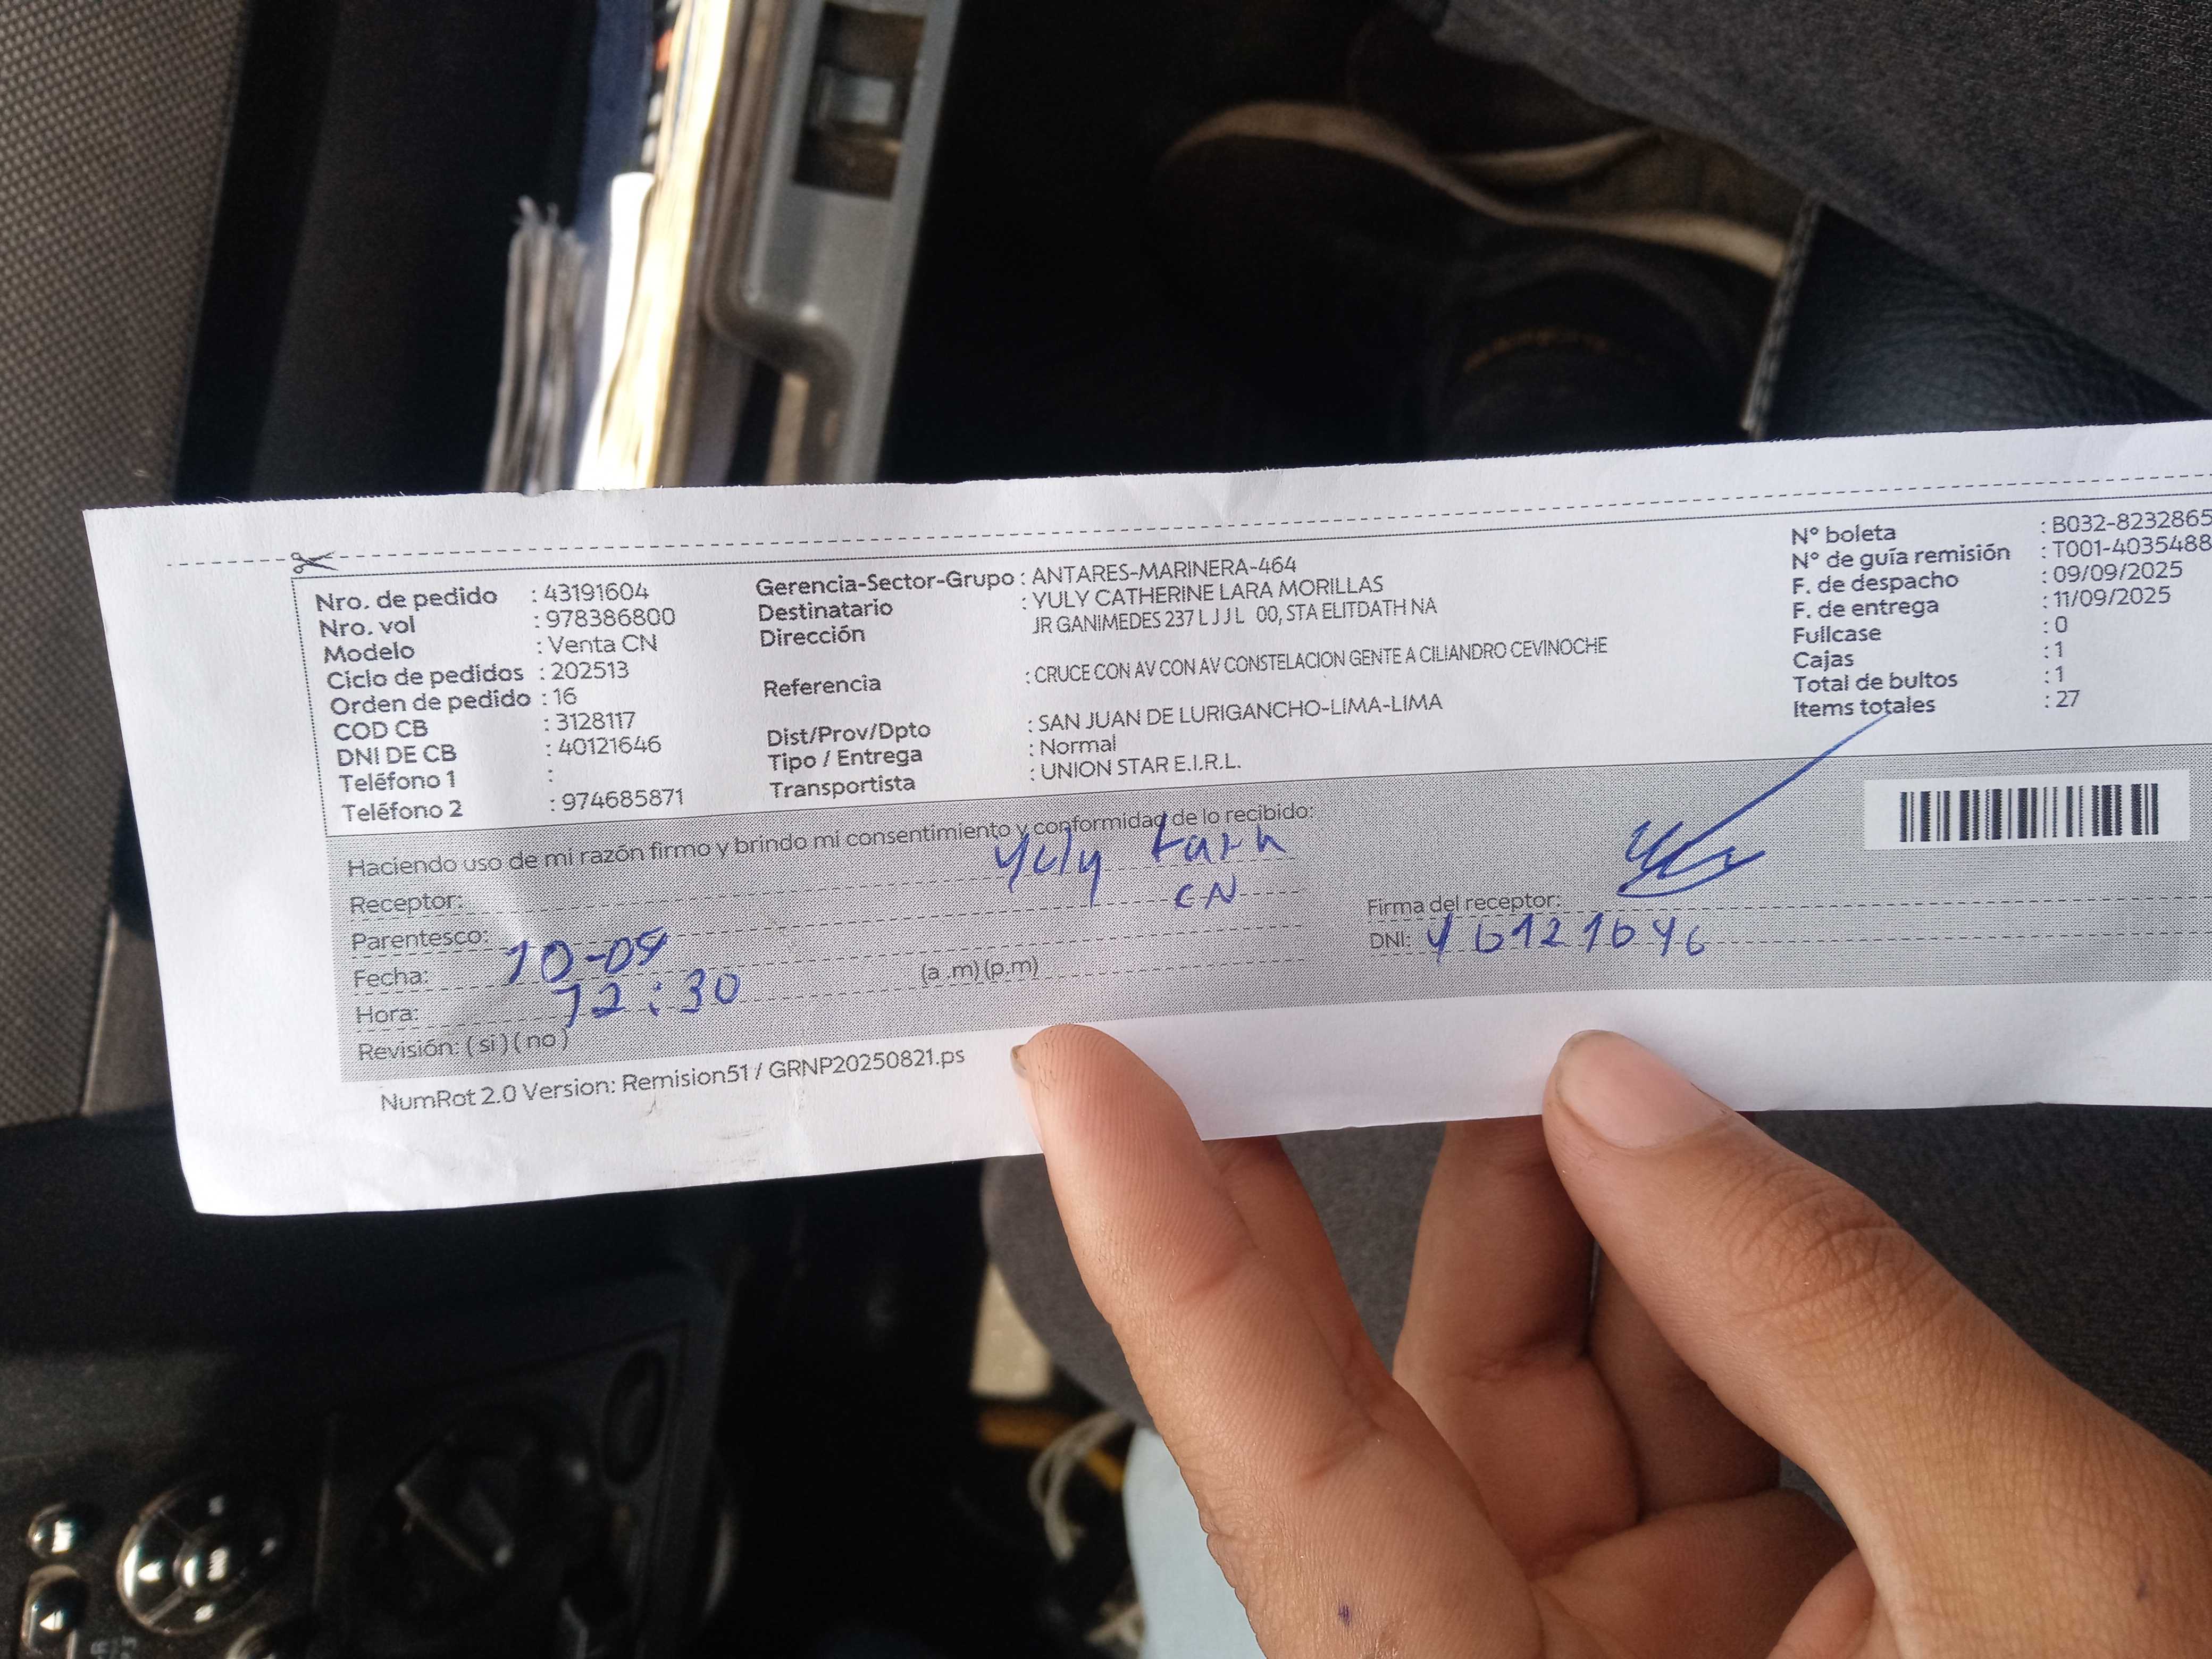 Nro. de pedido : 43191604
Nro. vol : 978386800
Modelo : Venta CN
Ciclo de pedidos : 202513
Orden de pedido : 16
COD CB : 3128117
DNI DE CB : 40121646
Teléfono 1 :
Teléfono 2 : 974685871
Gerencia-Sector-Grupo : ANTARES-MARINERA-464
Destinatario : YULY CATHERINE LARA MORILLAS
Dirección JR GANIMEDES 237 L J J L 00, STA ELITDATH NA
Referencia : CRUCE CON AV CON AV CONSTELACION GENTE A CILIANDRO CEVINOCHE
Dist/Prov/Dpto : SAN JUAN DE LURIGANCHO-LIMA-LIMA
Tipo / Entrega : Normal
Transportista : UNION STAR E.I.R.L.
N° boleta : B032-8232865
N° de guía remisión : T001-4035488
F. de despacho : 09/09/2025
F. de entrega : 11/09/2025
Fullcase : 0
Cajas : 1
Total de bultos : 1
Items totales : 27
Haciendo uso de mi razón firmo y brindo mi consentimiento y conformidad de lo recibido:
Receptor: Yuly Lara
Parentesco: CN
Fecha: 10-09
Hora: 12:30 (a .m) (p.m)
Revisión: ( si ) ( no )
Firma del receptor:
DNI: 40121646
NumRot 2.0 Version: Remision51 / GRNP20250821.ps